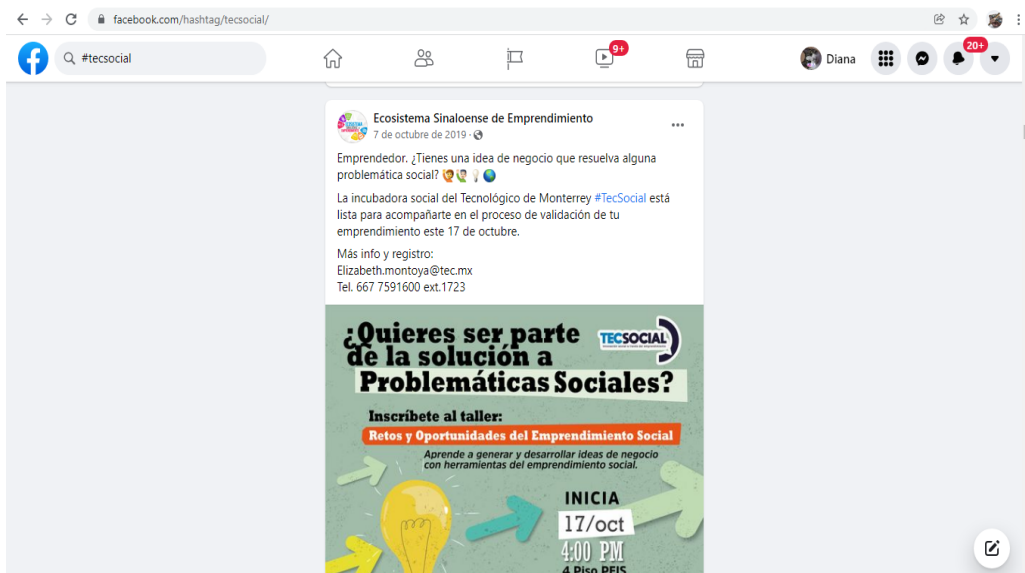 facebook.com/hashtag/tecsocial/
#tecsocial
9+
Diana
20+
Ecosistema Sinaloense de Emprendimiento
7 de octubre de 2019 ·
Emprendedor. ¿Tienes una idea de negocio que resuelva alguna
problemática social? 🙋🙋‍♂️💡🌎
La incubadora social del Tecnológico de Monterrey #TecSocial está
lista para acompañarte en el proceso de validación de tu
emprendimiento este 17 de octubre.
Más info y registro:
Elizabeth.montoya@tec.mx
Tel. 667 7591600 ext.1723
¿Quieres ser parte
de la solución a
Problemáticas Sociales?
TECSOCIAL
Inscríbete al taller:
Retos y Oportunidades del Emprendimiento Social
Aprende a generar y desarrollar ideas de negocio
con herramientas del emprendimiento social.
INICIA
17/oct
4:00 PM
4 Piso PEIS